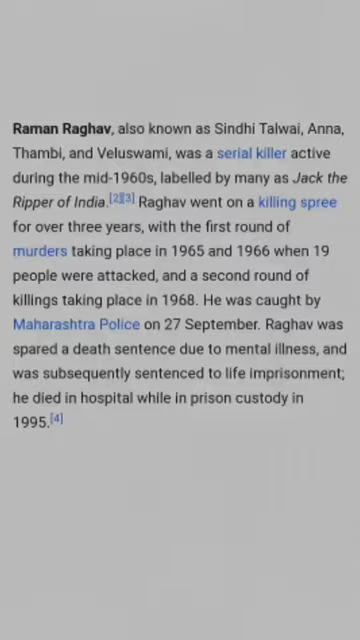 Raman Raghav, also known as Sindhi Talwai, Anna,
Thambi, and Veluswami, was a serial killer active
during the mid-1960s, labelled by many as Jack the
Ripper of India.[2][3] Raghav went on a killing spree
for over three years, with the first round of
murders taking place in 1965 and 1966 when 19
people were attacked, and a second round of
killings taking place in 1968. He was caught by
Maharashtra Police on 27 September. Raghav was
spared a death sentence due to mental illness, and
was subsequently sentenced to life imprisonment;
he died in hospital while in prison custody in
1995.[4]